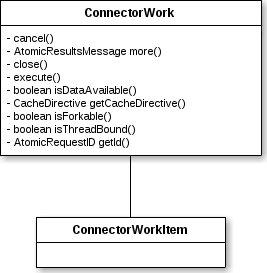 ConnectorWork
- cancel()
- AtomicResultsMessage more()
- close()
- execute()
- boolean isDataAvailable()
- CacheDirective getCacheDirective()
- boolean isForkable()
- boolean isThreadBound()
- AtomicRequestID getId()
ConnectorWorkItem